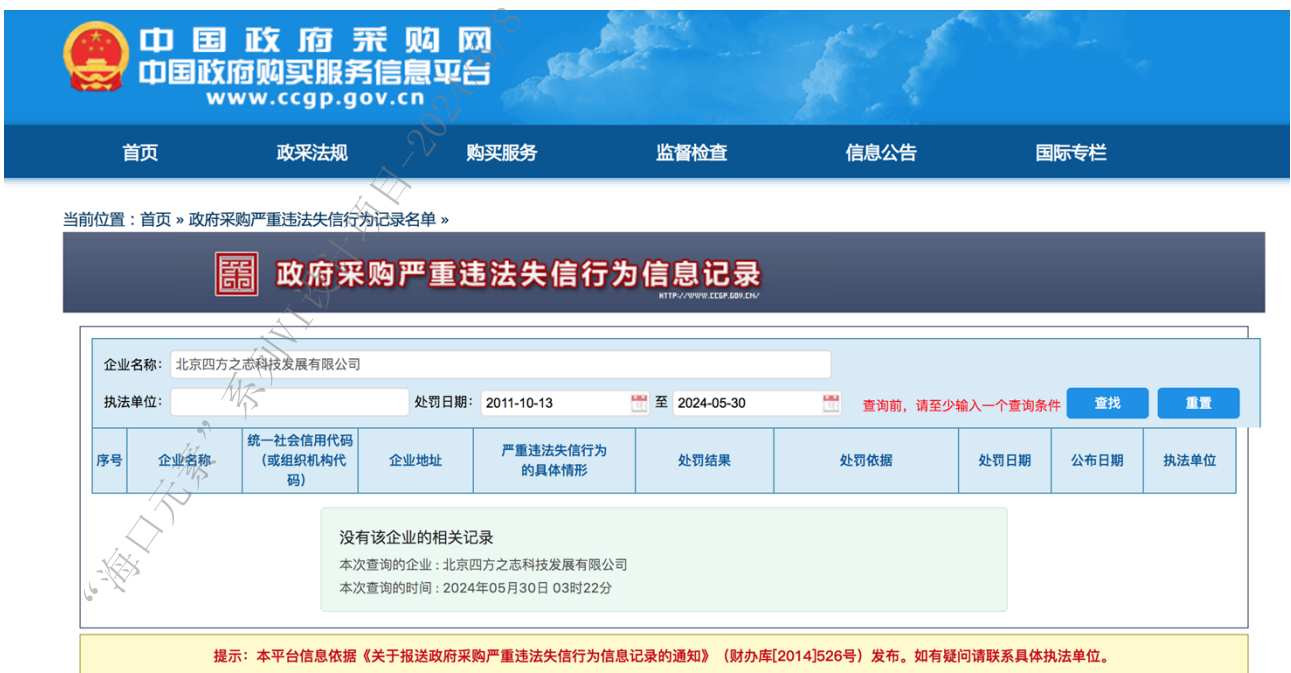 中国政府采购网
中国政府购买服务信息平台
www.ccgp.gov.cn
首页 政采法规 购买服务 监督检查 信息公告 国际专栏
当前位置：首页 » 政府采购严重违法失信行为记录名单 »
政府采购严重违法失信行为信息记录
HTTP://WWW.CCGP.GOV.CN/
企业名称： 北京四方之志科技发展有限公司
执法单位： 处罚日期： 2011-10-13 至 2024-05-30 查询前，请至少输入一个查询条件 查找 重置
序号 企业名称 统一社会信用代码（或组织机构代码） 企业地址 严重违法失信行为的具体情形 处罚结果 处罚依据 处罚日期 公布日期 执法单位
没有该企业的相关记录
本次查询的企业：北京四方之志科技发展有限公司
本次查询的时间：2024年05月30日 03时22分
提示：本平台信息依据《关于报送政府采购严重违法失信行为信息记录的通知》（财办库[2014]526号）发布。如有疑问请联系具体执法单位。